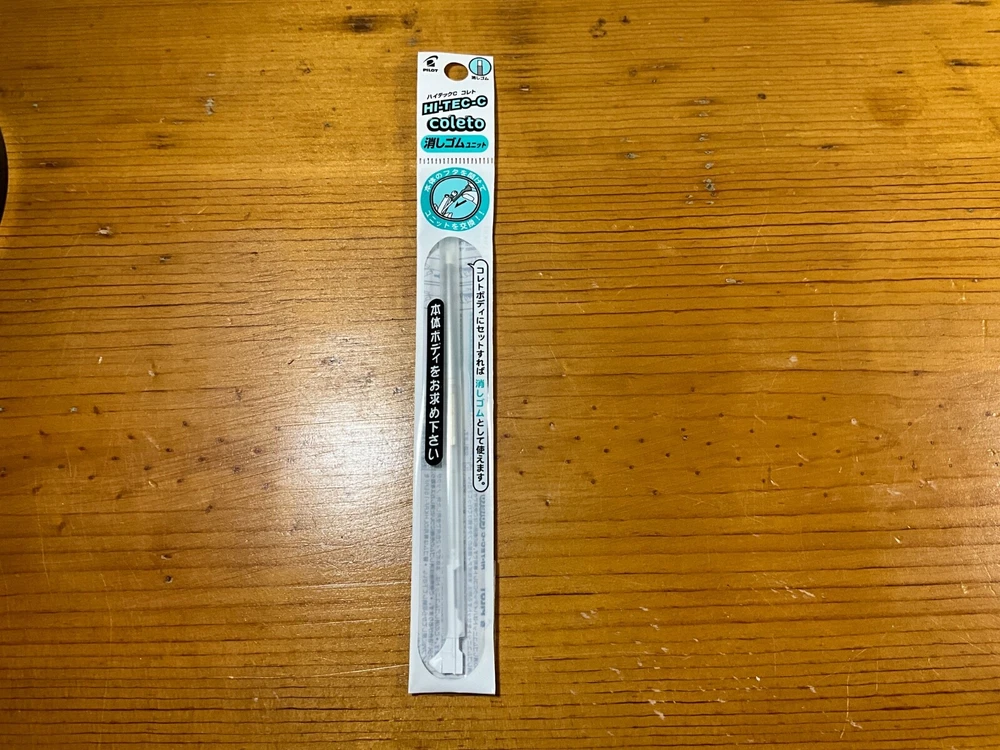 PILOT
消しゴム
ハイテックC コレト
HI-TEC-C
coleto
消しゴムユニット
本体のフタを開けて
ユニットを交換!!
コレトボディにセットすれば消しゴムとして使えます。
本体ボディをお求め下さい